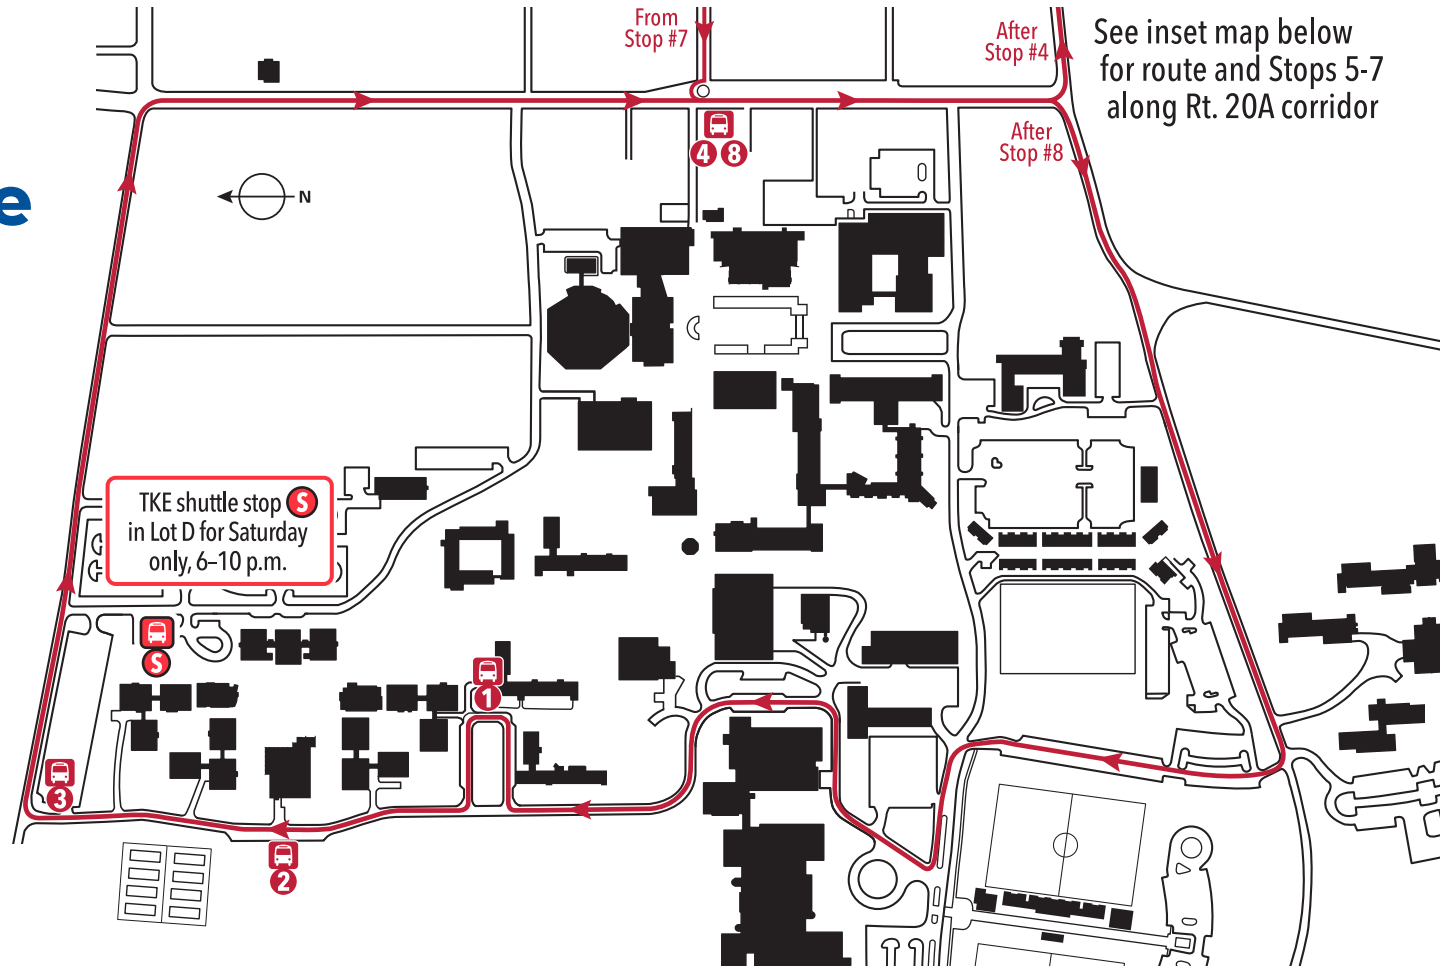 From
Stop #7
After
Stop #4
See inset map below
for route and Stops 5-7
along Rt. 20A corridor
After
Stop #8
4 8
e
N
TKE shuttle stop S
in Lot D for Saturday
only, 6–10 p.m.
S
1
3
2